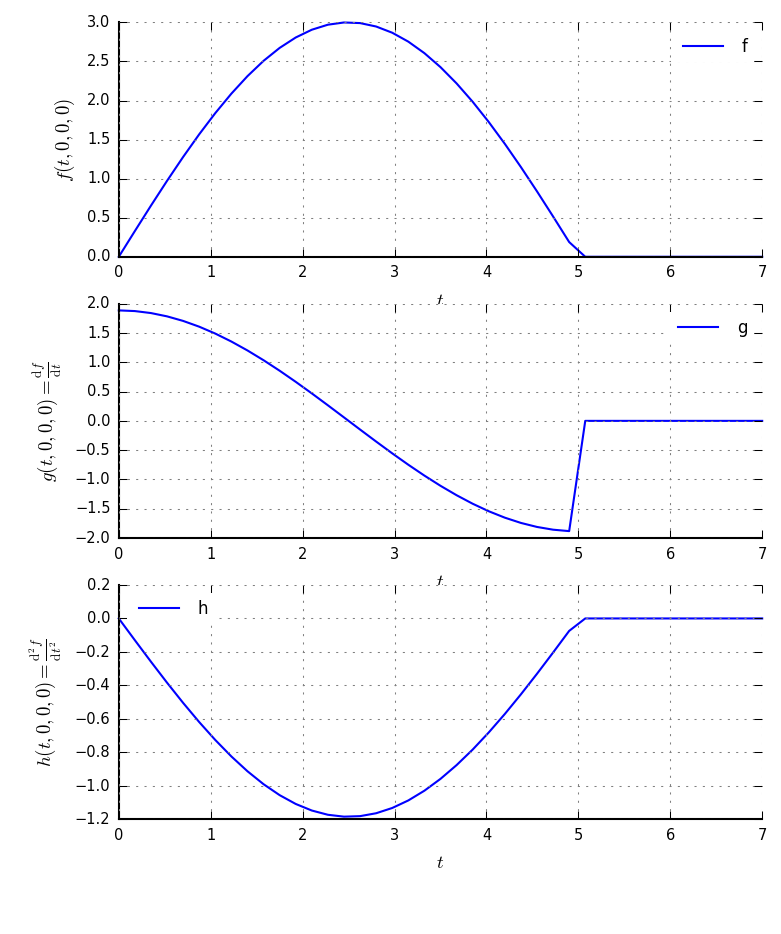 3.0
2.5
2.0
1.5
1.0
0.5
0.0
f(t, 0, 0, 0)
f
0 1 2 3 4 5 6 7
t
2.0
1.5
1.0
0.5
0.0
−0.5
−1.0
−1.5
−2.0
g(t, 0, 0, 0) = df/dt
g
0 1 2 3 4 5 6 7
t
0.2
0.0
−0.2
−0.4
−0.6
−0.8
−1.0
−1.2
h(t, 0, 0, 0) = d²f/dt²
h
0 1 2 3 4 5 6 7
t